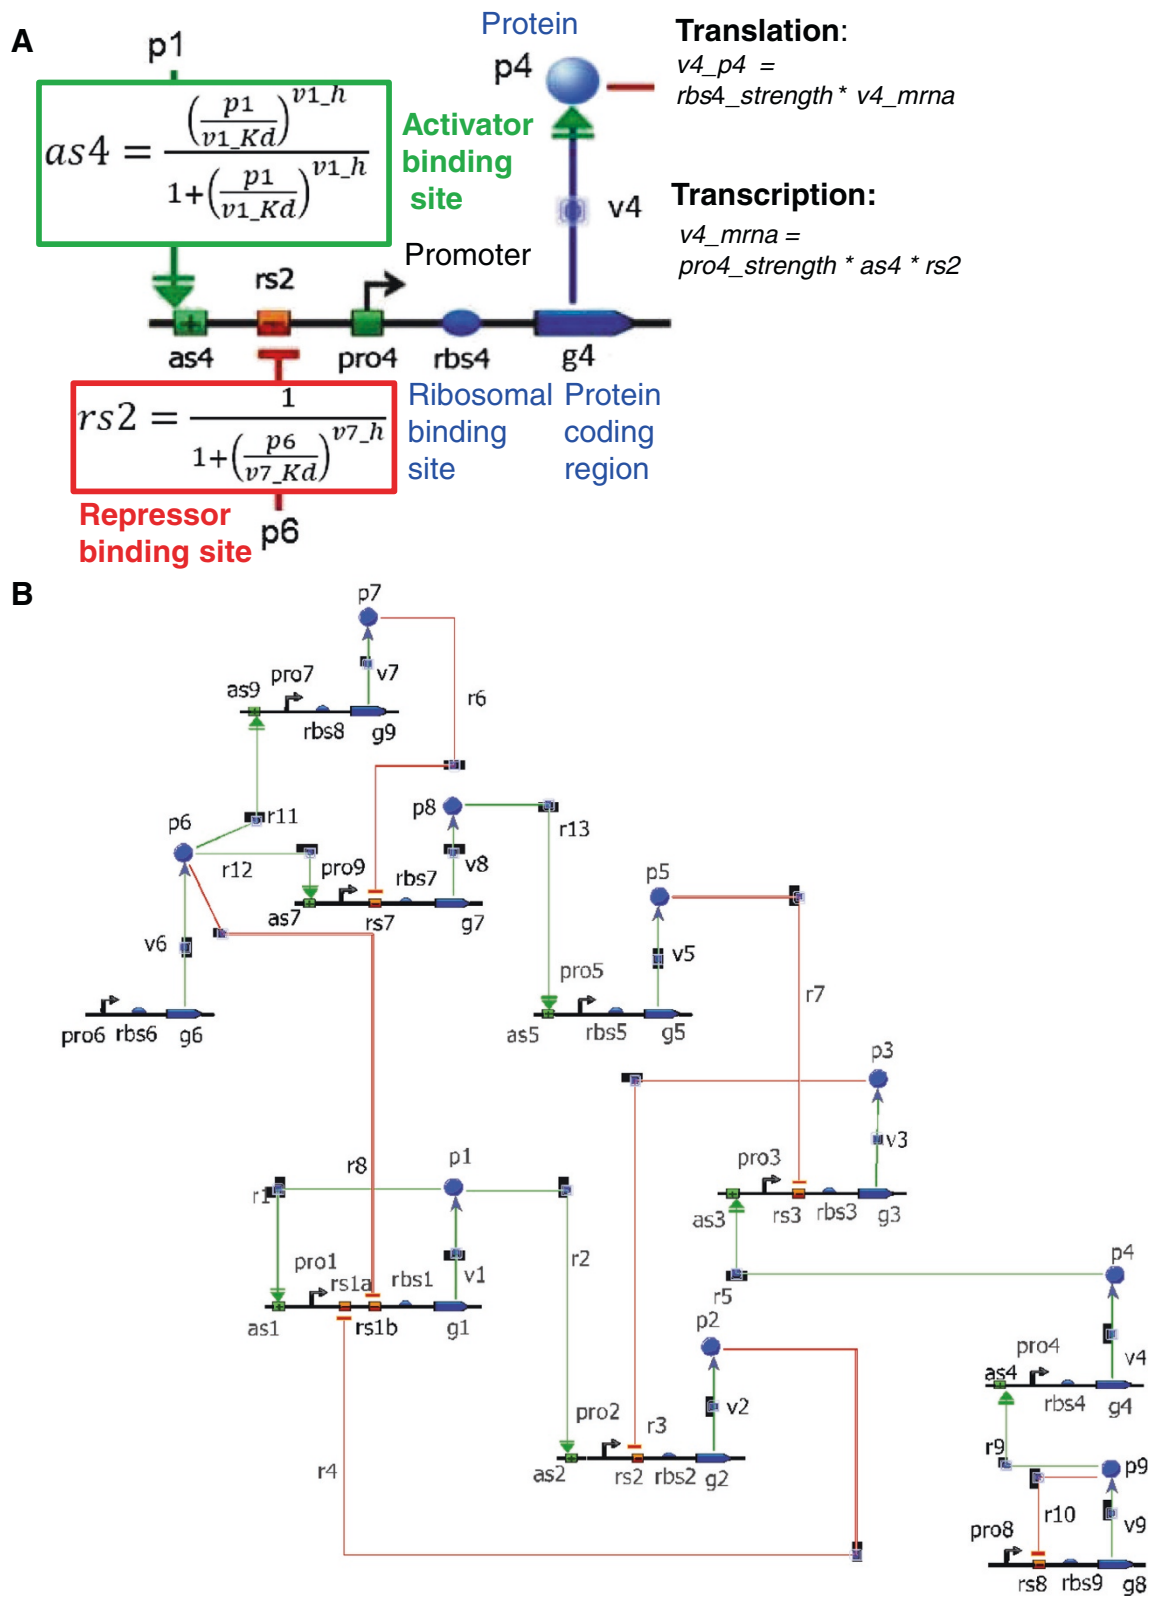 A
p1
Protein
p4
Translation:
v4_p4 =
rbs4_strength * v4_mrna
as4 = (p1/v1_Kd)^v1_h / 1+(p1/v1_Kd)^v1_h
Activator
binding
site
v4
Transcription:
v4_mrna =
pro4_strength * as4 * rs2
Promoter
rs2
as4
pro4
rbs4
g4
rs2 = 1 / 1+(p6/v7_Kd)^v7_h
Ribosomal
binding
site
Protein
coding
region
Repressor
binding site
p6
B
p7
v7
pro7
as9
rbs8
g9
r6
p8
r13
r11
p6
r12
pro9
rbs7
v8
as7
rs7
g7
p5
v6
v5
pro5
r7
pro6
rbs6
g6
as5
rbs5
g5
p3
v3
r8
p1
pro3
r1
as3
rs3
rbs3
g3
r2
pro1
rs1a
rbs1
v1
p4
r5
as1
rs1b
g1
p2
pro4
v4
as4
rbs4
g4
pro2
r3
v2
r4
as2
rs2
rbs2
g2
r9
p9
r10
pro8
v9
rs8
rbs9
g8